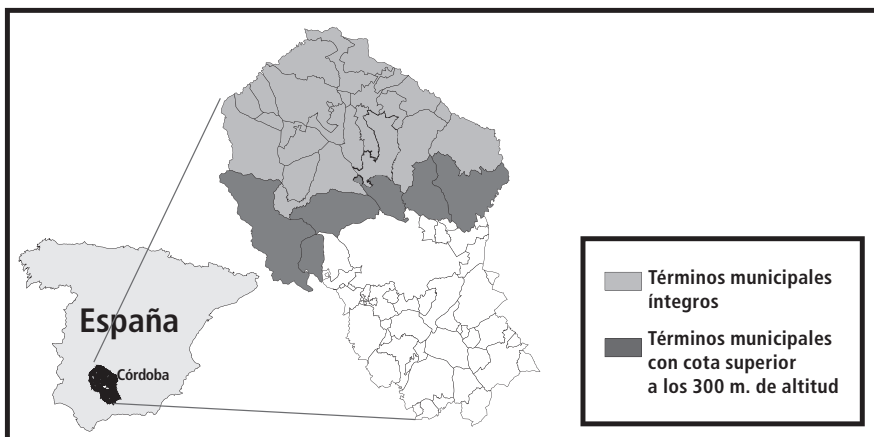 España
Córdoba
Términos municipales
íntegros
Términos municipales
con cota superior
a los 300 m. de altitud